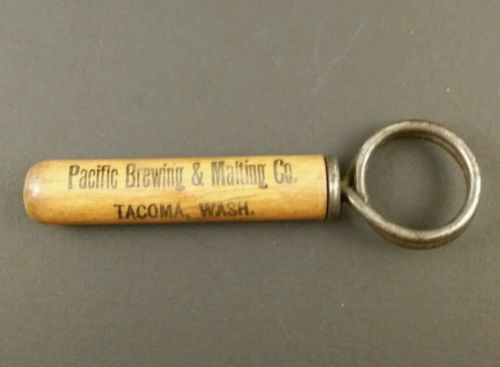 Pacific Brewing & Malting Co.
TACOMA, WASH.